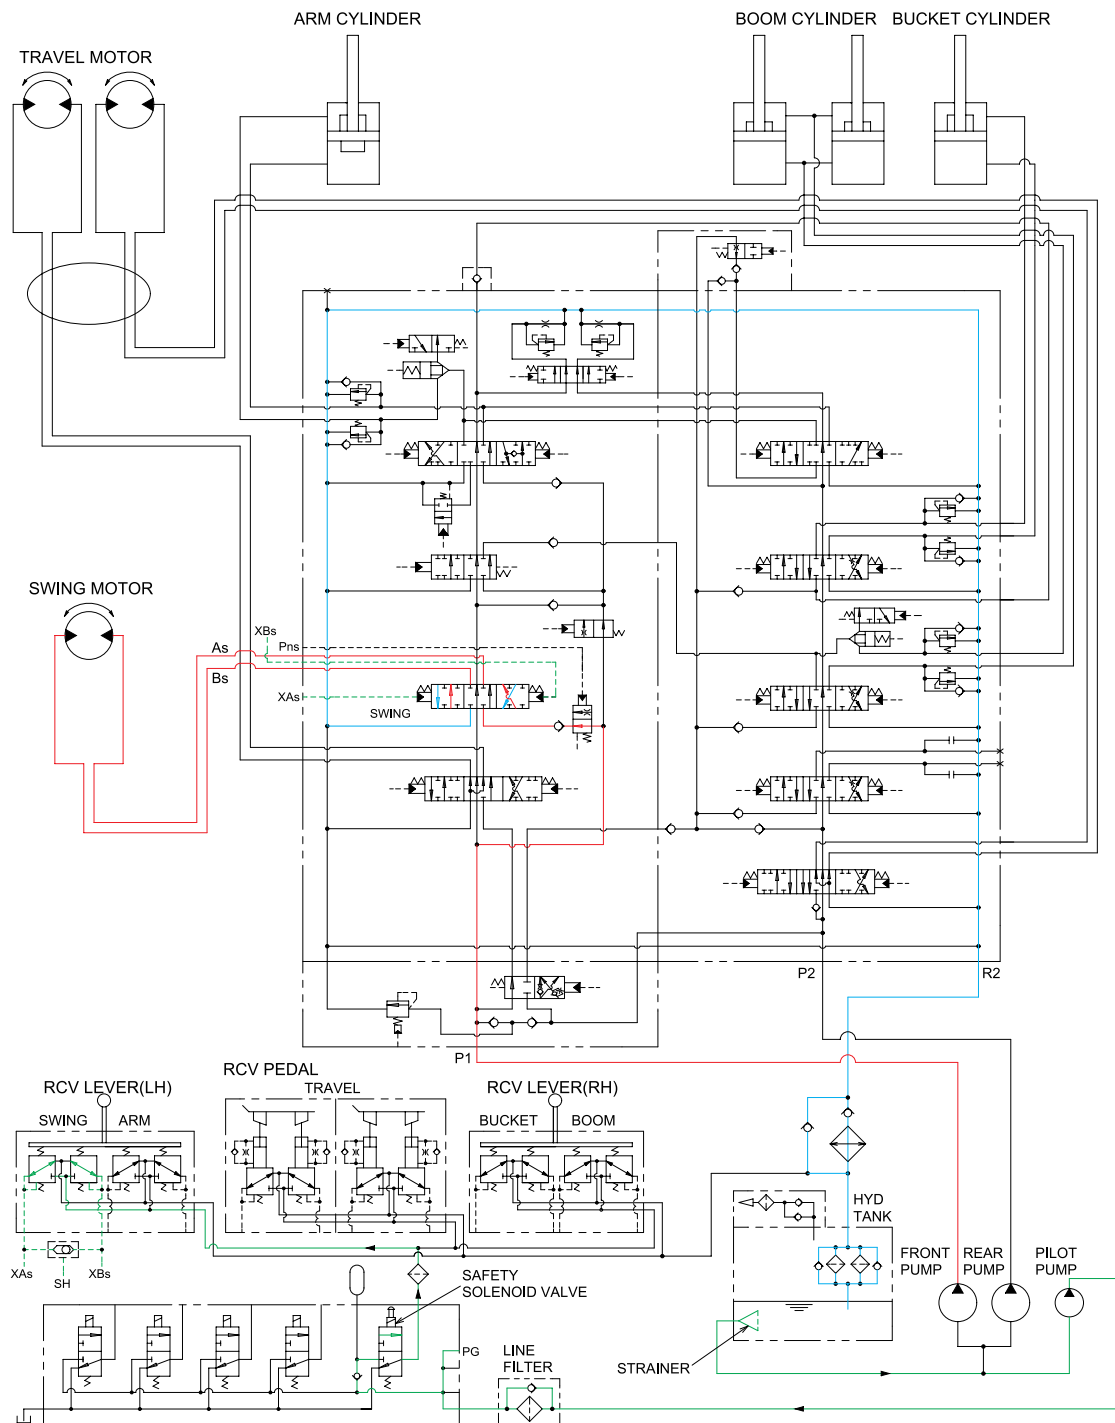 ARM CYLINDER
BOOM CYLINDER
BUCKET CYLINDER
TRAVEL MOTOR
SWING MOTOR
XBs
Pns
As
Bs
XAs
SWING
P2
R2
P1
RCV LEVER(LH)
SWING
ARM
RCV PEDAL
TRAVEL
RCV LEVER(RH)
BUCKET
BOOM
HYD
TANK
FRONT
PUMP
REAR
PUMP
PILOT
PUMP
XAs
SH
XBs
SAFETY
SOLENOID VALVE
PG
LINE
FILTER
STRAINER